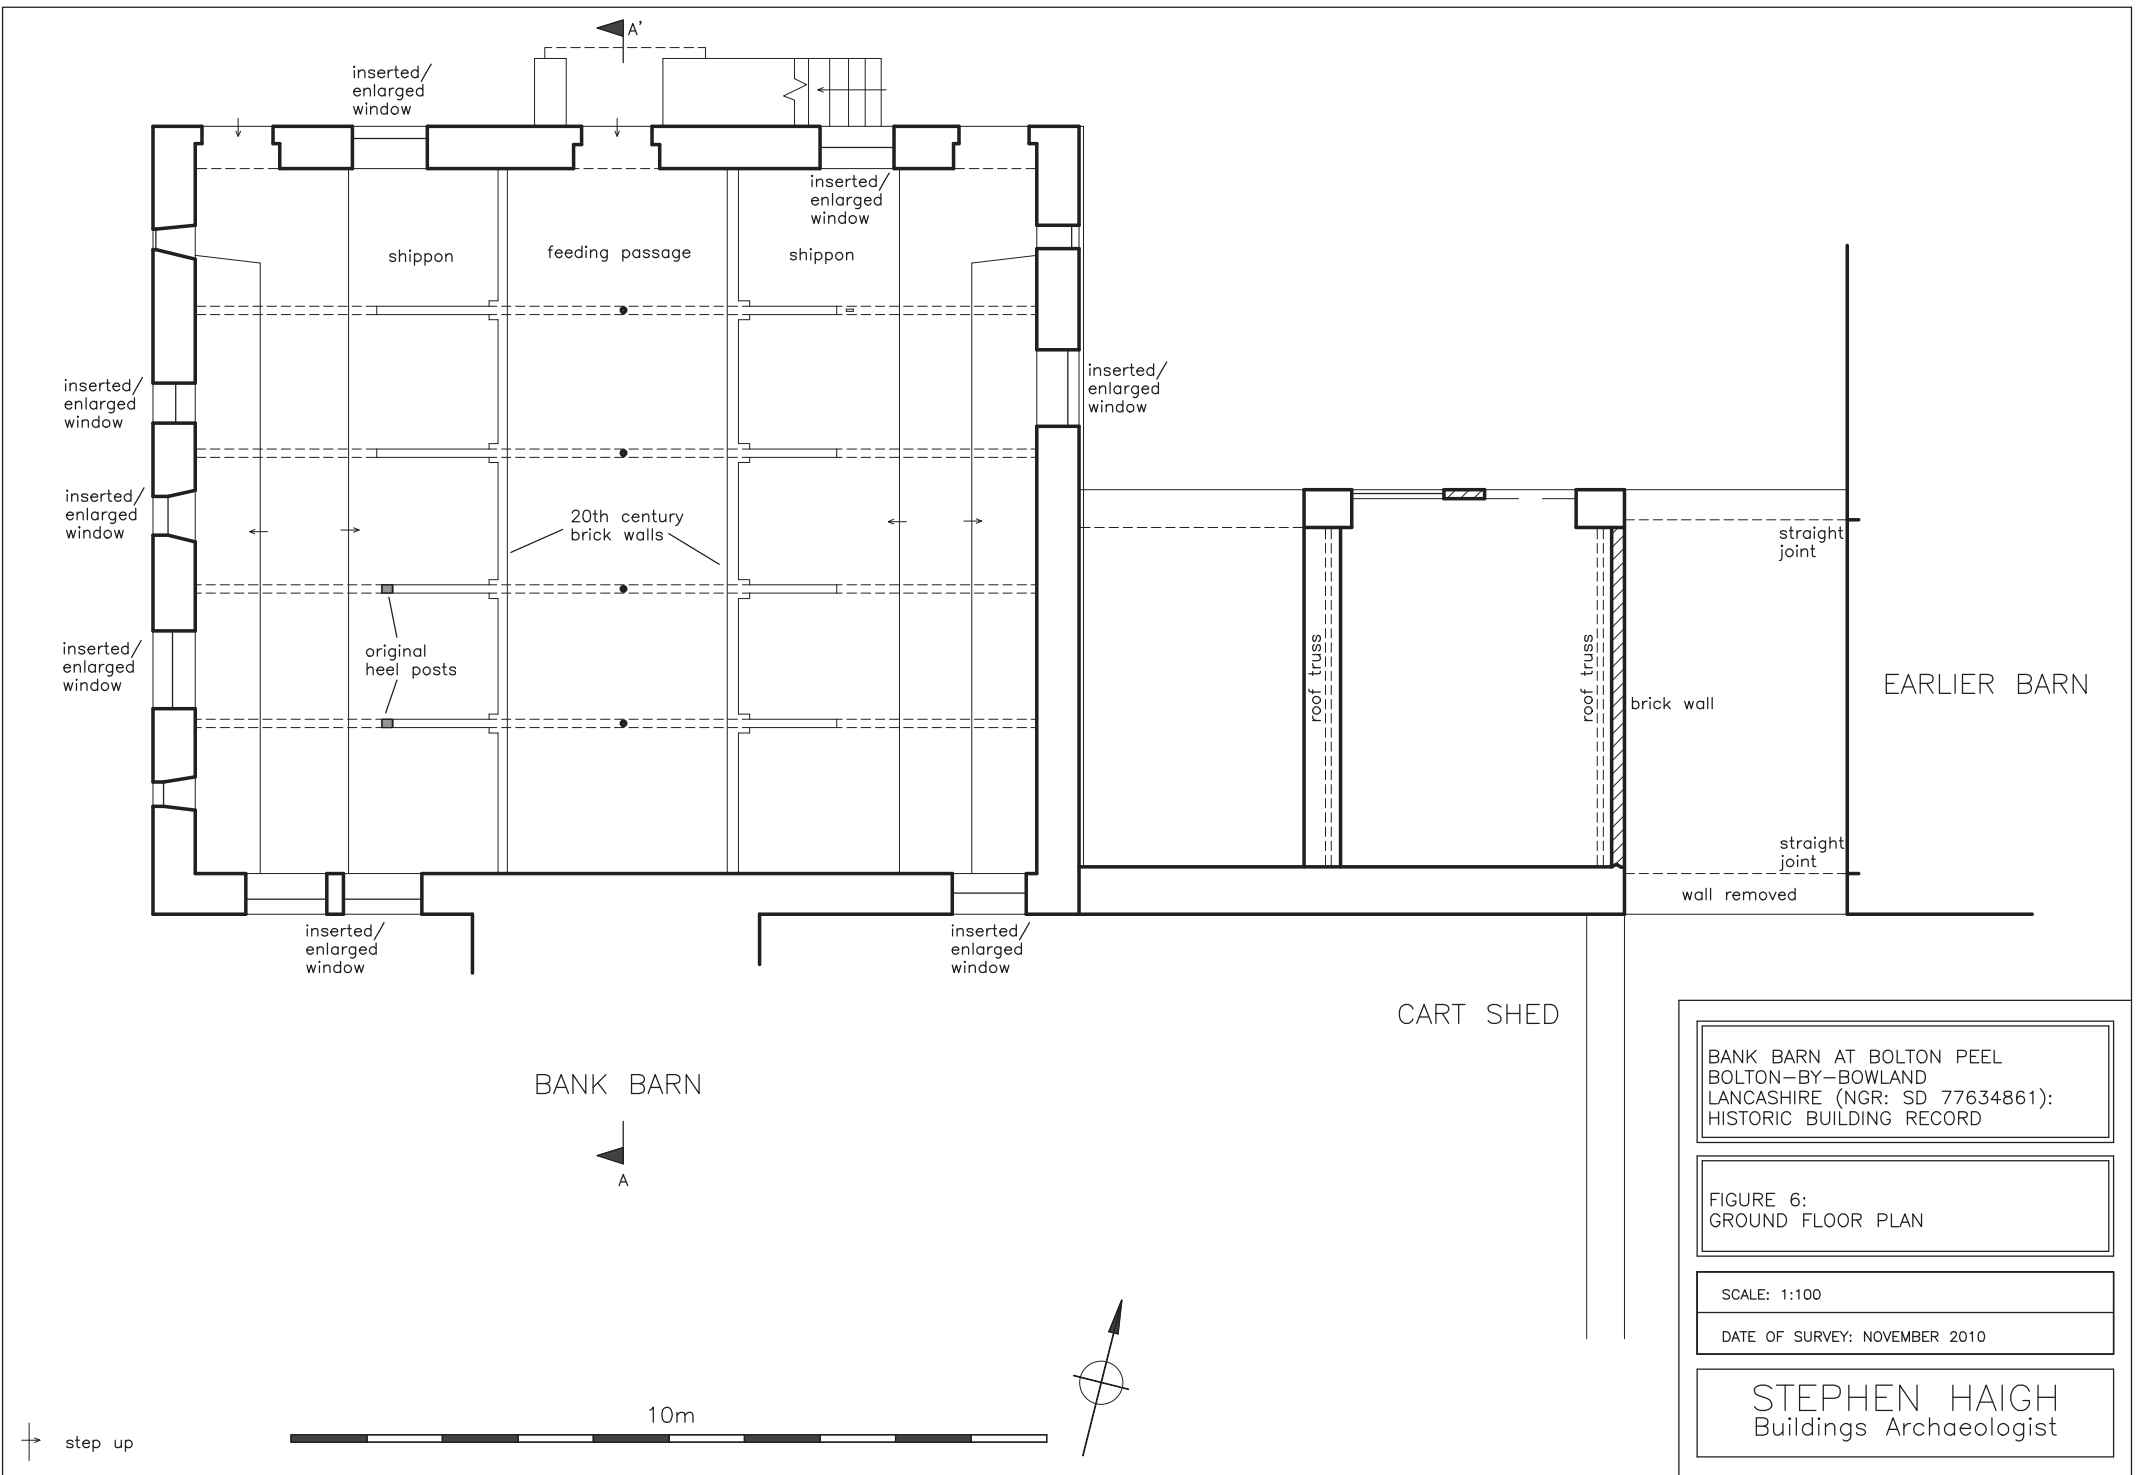 A'
inserted/
enlarged
window
inserted/
enlarged
window
shippon
feeding passage
shippon
inserted/
enlarged
window
inserted/
enlarged
window
inserted/
enlarged
window
20th century
brick walls
straight
joint
original
heel posts
inserted/
enlarged
window
roof truss
roof truss
brick wall
EARLIER BARN
straight
joint
wall removed
inserted/
enlarged
window
inserted/
enlarged
window
CART SHED
BANK BARN
A
BANK BARN AT BOLTON PEEL
BOLTON-BY-BOWLAND
LANCASHIRE (NGR: SD 77634861):
HISTORIC BUILDING RECORD
FIGURE 6:
GROUND FLOOR PLAN
SCALE: 1:100
DATE OF SURVEY: NOVEMBER 2010
STEPHEN HAIGH
Buildings Archaeologist
10m
step up